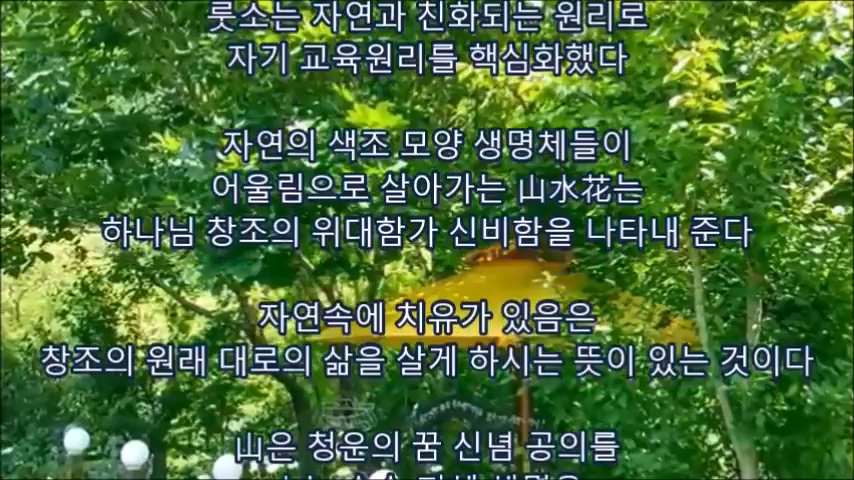 룻소는 자연과 친화되는 원리로
자기 교육원리를 핵심화했다
자연의 색조 모양 생명체들이
어울림으로 살아가는 山水花는
하나님 창조의 위대함가 신비함을 나타내 준다
자연속에 치유가 있음은
창조의 원래 대로의 삶을 살게 하시는 뜻이 있는 것이다
山은 청운의 꿈 신념 공의를